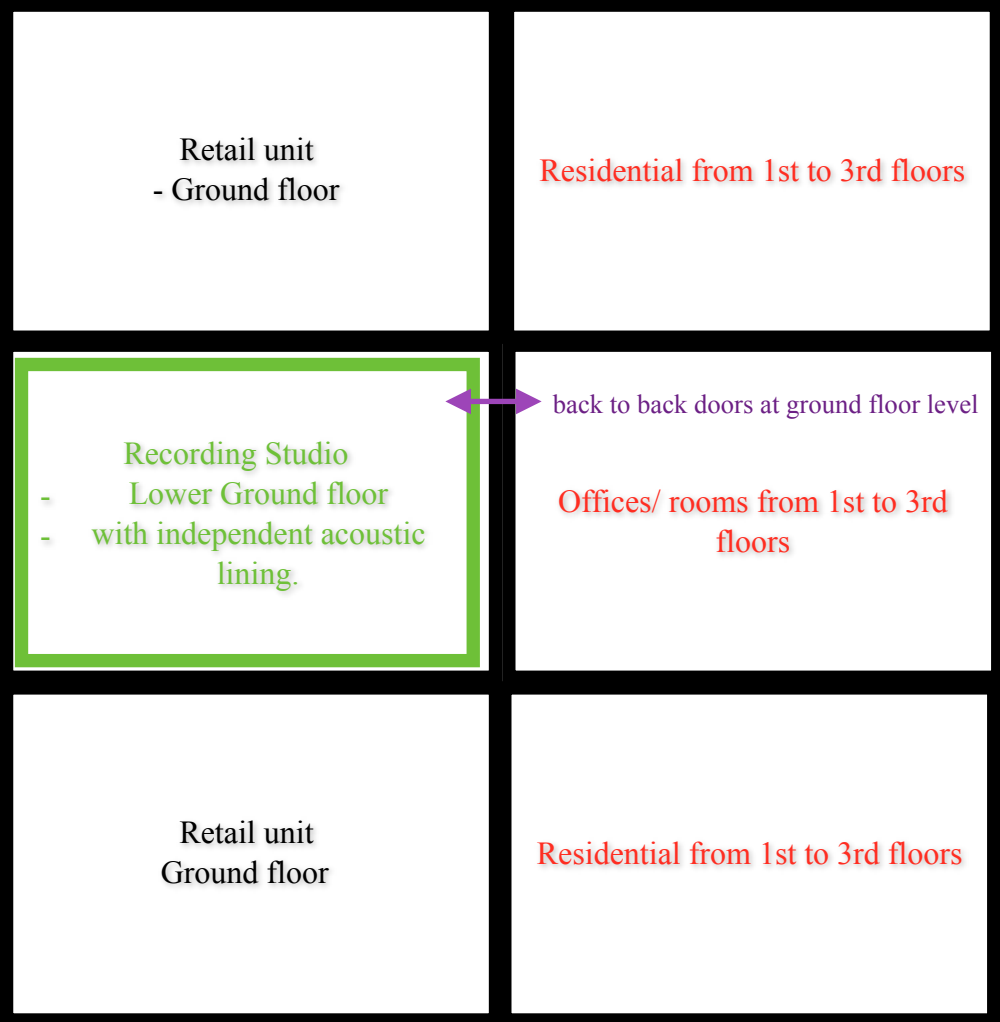 Retail unit
- Ground floor
Residential from 1st to 3rd floors
back to back doors at ground floor level
Recording Studio
- Lower Ground floor
- with independent acoustic
lining.
Offices/ rooms from 1st to 3rd
floors
Retail unit
Ground floor
Residential from 1st to 3rd floors